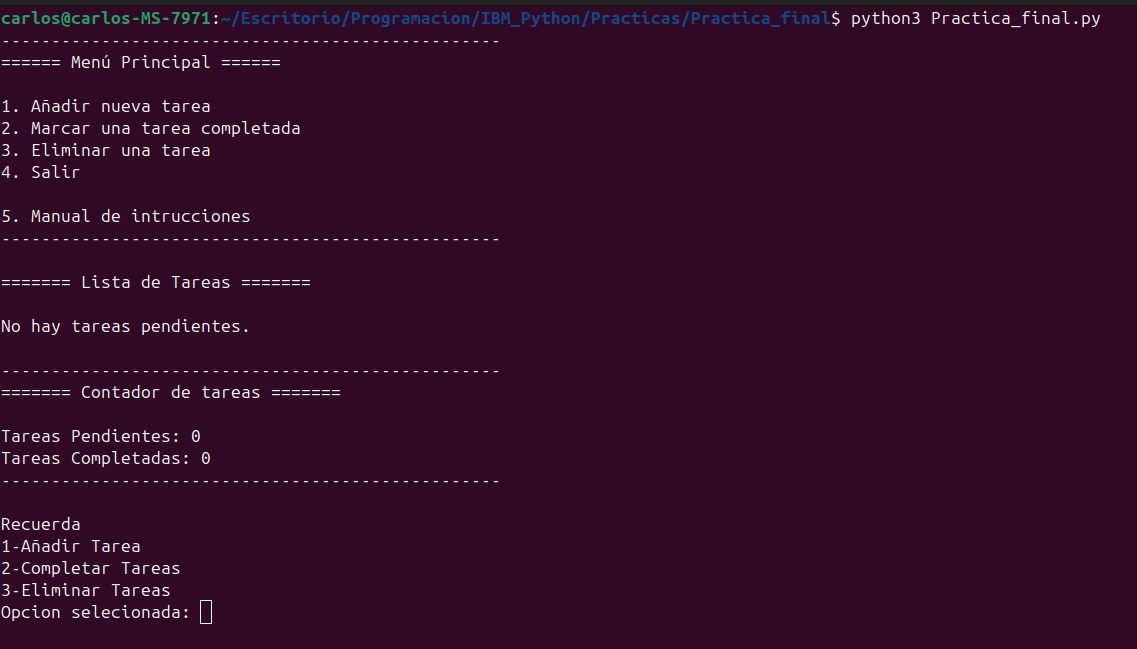 carlos@carlos-MS-7971:~/Escritorio/Programacion/IBM_Python/Practicas/Practica_final$ python3 Practica_final.py
--------------------------------------------------
====== Menú Principal ======
1. Añadir nueva tarea
2. Marcar una tarea completada
3. Eliminar una tarea
4. Salir
5. Manual de intrucciones
--------------------------------------------------
======= Lista de Tareas =======
No hay tareas pendientes.
--------------------------------------------------
======= Contador de tareas =======
Tareas Pendientes: 0
Tareas Completadas: 0
--------------------------------------------------
Recuerda
1-Añadir Tarea
2-Completar Tareas
3-Eliminar Tareas
Opcion selecionada: